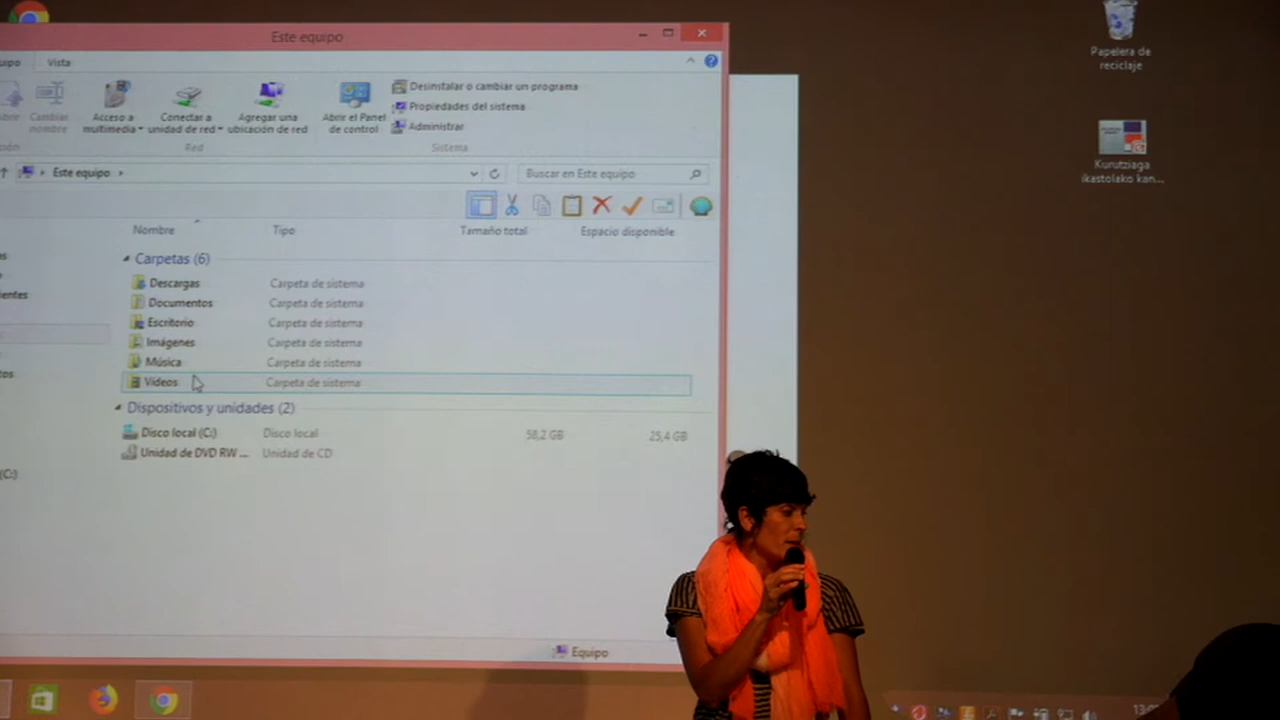 Este equipo
Vista
Cambiar nombre
Acceso a multimedia
Conectar a unidad de red
Agregar una ubicación de red
Abrir el Panel de control
Desinstalar o cambiar un programa
Propiedades del sistema
Administrar
Red
Sistema
Este equipo
Buscar en Este equipo
Nombre Tipo Tamaño total Espacio disponible
Carpetas (6)
Descargas Carpeta de sistema
Documentos Carpeta de sistema
Escritorio Carpeta de sistema
Imágenes Carpeta de sistema
Música Carpeta de sistema
Vídeos Carpeta de sistema
Dispositivos y unidades (2)
Disco local (C:) Disco local 58,2 GB 25,4 GB
Unidad de DVD RW ... Unidad de CD
(C:)
Equipo
Papelera de
reciclaje
Kurutziaga
ikastolako kan...